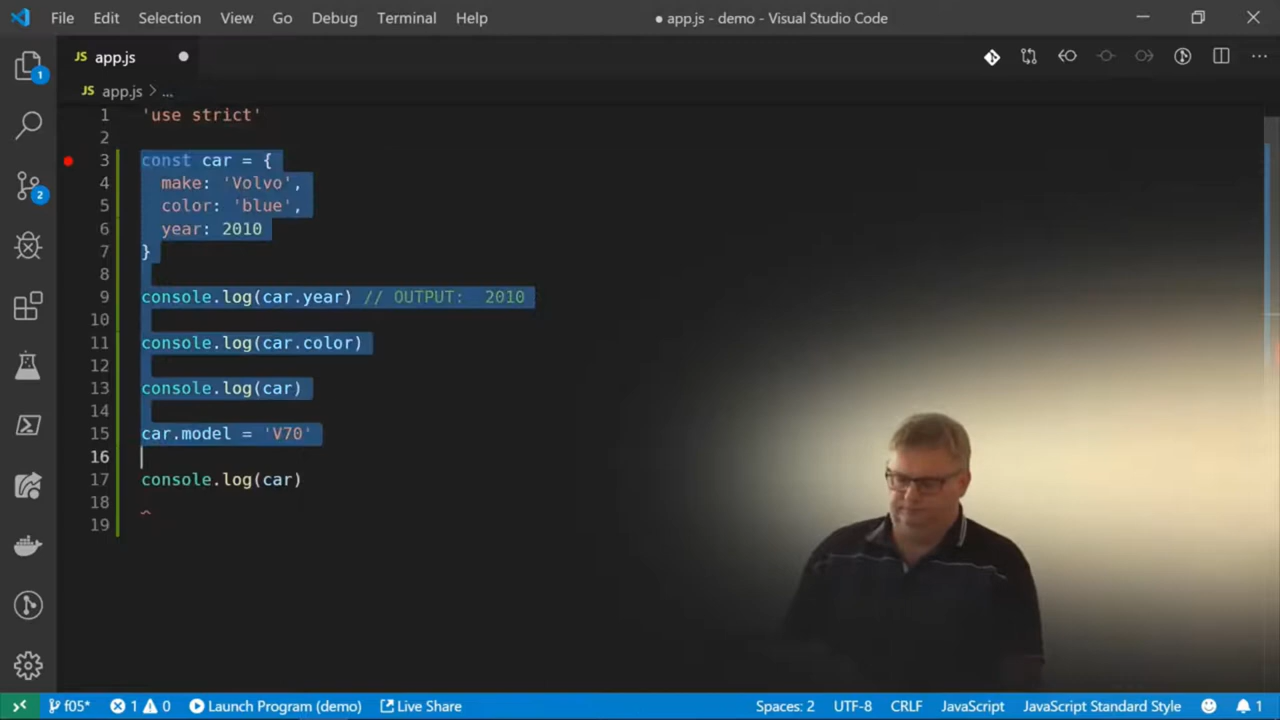 File Edit Selection View Go Debug Terminal Help ● app.js - demo - Visual Studio Code
JS app.js ●
JS app.js > ...
1 'use strict'
2
3 const car = {
4 make: 'Volvo',
5 color: 'blue',
6 year: 2010
7 }
8
9 console.log(car.year) // OUTPUT:  2010
10
11 console.log(car.color)
12
13 console.log(car)
14
15 car.model = 'V70'
16
17 console.log(car)
18
19
1
2
f05* 1 0 Launch Program (demo) Live Share Spaces: 2 UTF-8 CRLF JavaScript JavaScript Standard Style 1